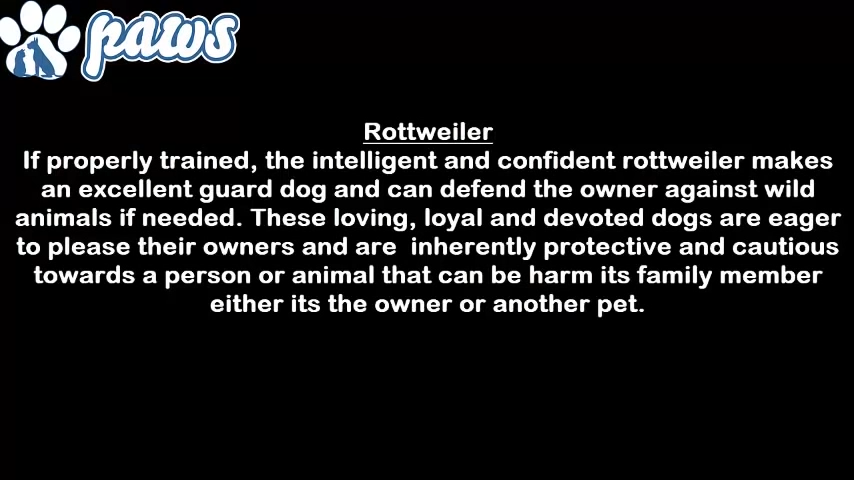 paws
Rottweiler
If properly trained, the intelligent and confident rottweiler makes
an excellent guard dog and can defend the owner against wild
animals if needed. These loving, loyal and devoted dogs are eager
to please their owners and are  inherently protective and cautious
towards a person or animal that can be harm its family member
either its the owner or another pet.